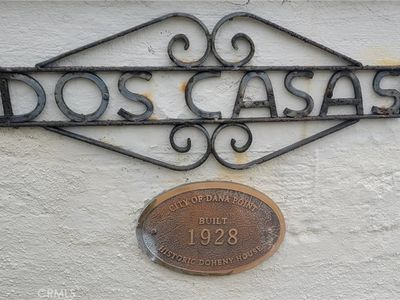 DOS CASAS
CITY OF DANA POINT
BUILT
1928
HISTORIC DOHENY HOUSE
CRMLS